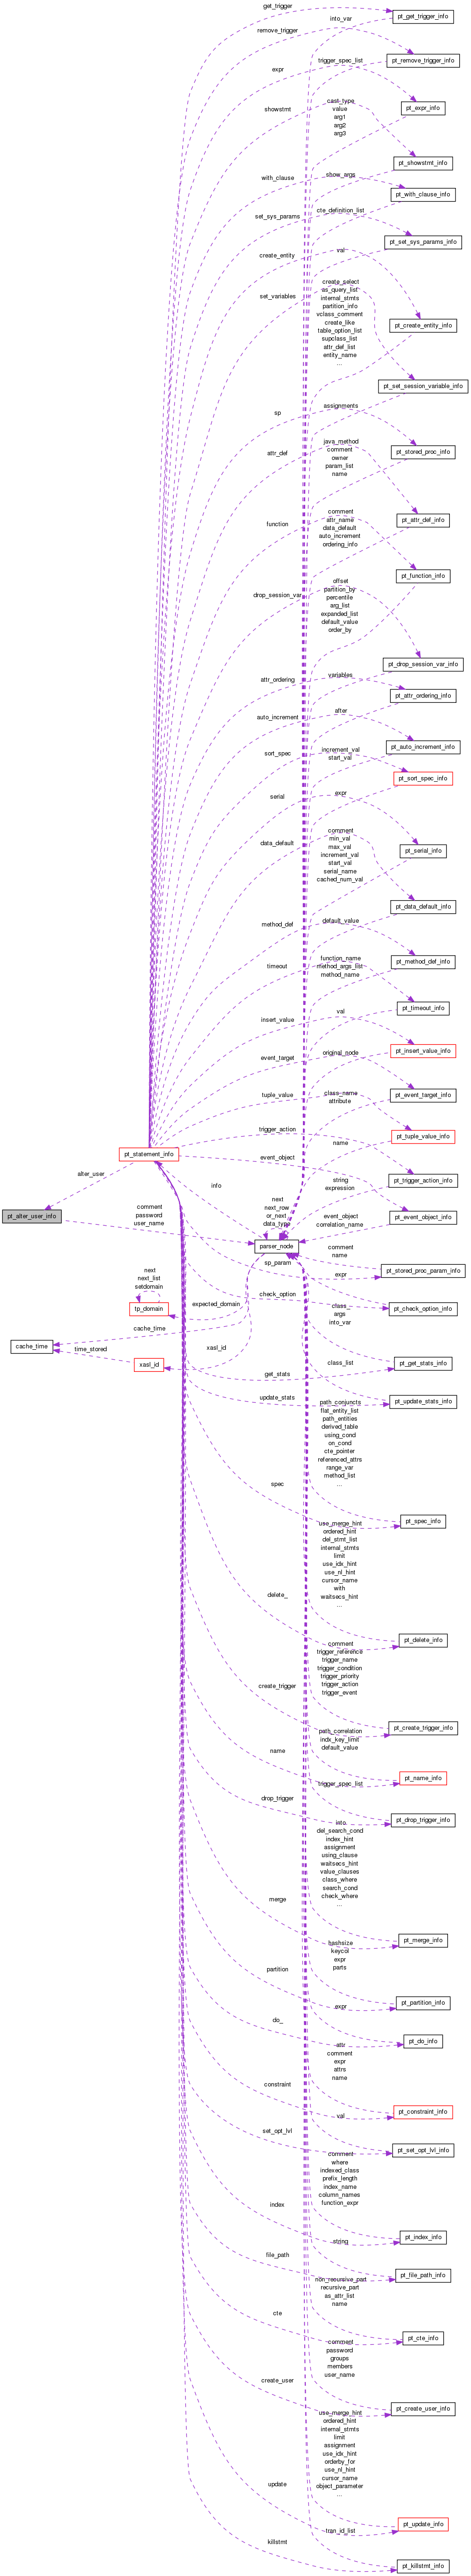 get_trigger
into_var
pt_get_trigger_info
remove_trigger
trigger_spec_list
pt_remove_trigger_info
expr
cast_type
value
arg1
arg2
arg3
pt_expr_info
showstmt
pt_showstmt_info
with_clause
show_args
pt_with_clause_info
set_sys_params
cte_definition_list
pt_set_sys_params_info
create_entity
val
pt_create_entity_info
set_variables
create_select
as_query_list
internal_stmts
partition_info
vclass_comment
create_like
table_option_list
supclass_list
attr_def_list
entity_name
...
pt_set_session_variable_info
sp
assignments
pt_stored_proc_info
attr_def
java_method
comment
owner
param_list
name
pt_attr_def_info
function
comment
attr_name
data_default
auto_increment
ordering_info
pt_function_info
drop_session_var
offset
partition_by
percentile
arg_list
expanded_list
default_value
order_by
pt_drop_session_var_info
attr_ordering
variables
pt_attr_ordering_info
auto_increment
after
pt_auto_increment_info
sort_spec
increment_val
start_val
pt_sort_spec_info
serial
expr
pt_serial_info
data_default
comment
min_val
max_val
increment_val
start_val
serial_name
cached_num_val
pt_data_default_info
method_def
default_value
pt_method_def_info
timeout
function_name
method_args_list
method_name
pt_timeout_info
insert_value
val
pt_insert_value_info
event_target
original_node
pt_event_target_info
tuple_value
class_name
attribute
pt_tuple_value_info
trigger_action
name
pt_statement_info
alter_user
string
expression
pt_trigger_action_info
event_object
info
pt_alter_user_info
comment
password
user_name
next
next_row
or_next
data_type
event_object
correlation_name
pt_event_object_info
parser_node
comment
name
sp_param
pt_stored_proc_param_info
next
next_list
setdomain
tp_domain
expected_domain
check_option
expr
pt_check_option_info
class_
args
into_var
cache_time
cache_time
time_stored
xasl_id
xasl_id
get_stats
class_list
pt_get_stats_info
update_stats
pt_update_stats_info
path_conjuncts
flat_entity_list
path_entities
derived_table
using_cond
on_cond
cte_pointer
referenced_attrs
range_var
method_list
...
spec
pt_spec_info
use_merge_hint
ordered_hint
del_stmt_list
internal_stmts
limit
use_idx_hint
use_nl_hint
cursor_name
with
waitsecs_hint
...
delete_
pt_delete_info
comment
trigger_reference
trigger_name
trigger_condition
trigger_priority
trigger_action
trigger_event
create_trigger
pt_create_trigger_info
path_correlation
indx_key_limit
default_value
name
pt_name_info
trigger_spec_list
drop_trigger
pt_drop_trigger_info
into
del_search_cond
index_hint
assignment
using_clause
waitsecs_hint
value_clauses
class_where
search_cond
check_where
...
merge
pt_merge_info
hashsize
keycol
expr
parts
partition
pt_partition_info
expr
do_
pt_do_info
attr
comment
expr
attrs
name
constraint
pt_constraint_info
val
set_opt_lvl
pt_set_opt_lvl_info
comment
where
indexed_class
prefix_length
index_name
column_names
function_expr
index
pt_index_info
string
file_path
pt_file_path_info
non_recursive_part
recursive_part
as_attr_list
name
cte
pt_cte_info
comment
password
groups
members
user_name
create_user
pt_create_user_info
use_merge_hint
ordered_hint
internal_stmts
limit
assignment
use_idx_hint
orderby_for
use_nl_hint
cursor_name
object_parameter
...
update
pt_update_info
tran_id_list
killstmt
pt_killstmt_info